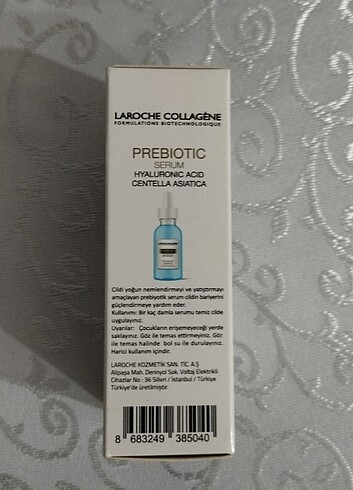 LAROCHE COLLAGÈNE
FORMULATIONS BIOTECHNOLOGIQUE
PREBIOTIC
SERUM
HYALURONIC ACID
CENTELLA ASIATICA
Cildi yoğun nemlendirmeyi ve yatıştırmayı
amaçlayan prebiyotik serum cildin bariyerini
güçlendirmeye yardım eder.
Kullanımı: Bir kaç damla serumu temiz cilde
uygulayınız.
Uyarılar: Çocukların erişemeyeceği yerde
saklayınız. Göz ile temas ettirmeyiniz. Göz
ile temas halinde bol su ile durulayınız.
Harici kullanım içindir.
LAROCHE KOZMETİK SAN. TİC. A.Ş
Alipaşa Mah. Derinyol Sok. Voltaj Elektrikli
Cihazlar No : 36 Silivri / İstanbul / Türkiye
Türkiye'de üretilmiştir.
8 683249 385040